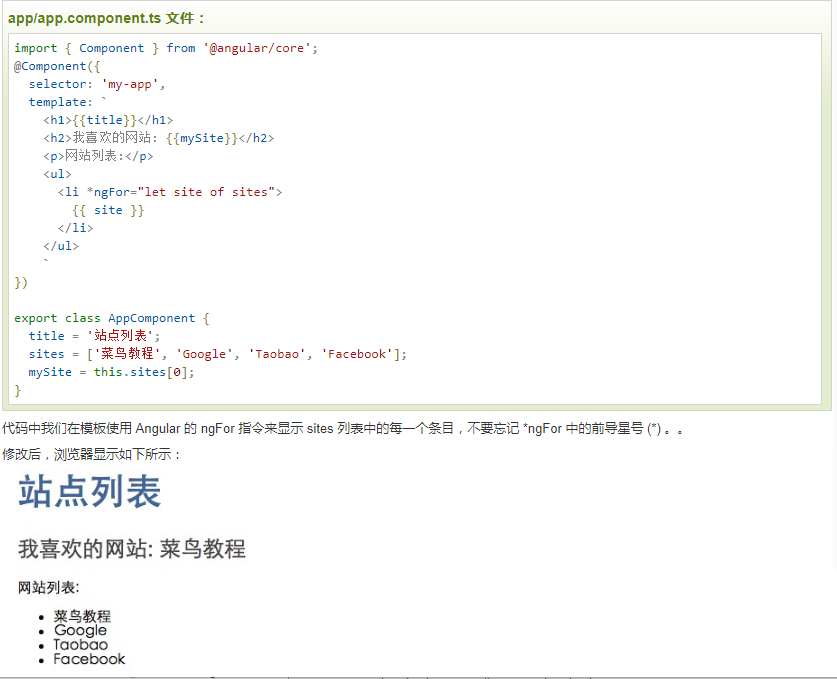 app/app.component.ts 文件：
import { Component } from '@angular/core';
@Component({
  selector: 'my-app',
  template: `
    <h1>{{title}}</h1>
    <h2>我喜欢的网站: {{mySite}}</h2>
    <p>网站列表:</p>
    <ul>
      <li *ngFor="let site of sites">
        {{ site }}
      </li>
    </ul>
    `
})
export class AppComponent {
  title = '站点列表';
  sites = ['菜鸟教程', 'Google', 'Taobao', 'Facebook'];
  mySite = this.sites[0];
}
代码中我们在模板使用 Angular 的 ngFor 指令来显示 sites 列表中的每一个条目，不要忘记 *ngFor 中的前导星号 (*) 。。
修改后，浏览器显示如下所示：
站点列表
我喜欢的网站: 菜鸟教程
网站列表:
• 菜鸟教程
• Google
• Taobao
• Facebook